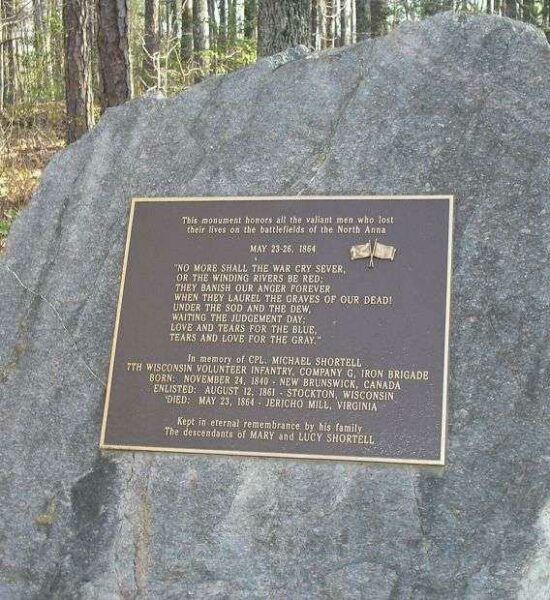 This monument honors all the valiant men who lost
their lives on the battlefields of the North Anna
MAY 23-26, 1864
"NO MORE SHALL THE WAR CRY SEVER,
OR THE WINDING RIVERS BE RED;
THEY BANISH OUR ANGER FOREVER
WHEN THEY LAUREL THE GRAVES OF OUR DEAD!
UNDER THE SOD AND THE DEW,
WAITING THE JUDGEMENT DAY;
LOVE AND TEARS FOR THE BLUE,
TEARS AND LOVE FOR THE GRAY."
In memory of CPL. MICHAEL SHORTELL
7TH WISCONSIN VOLUNTEER INFANTRY, COMPANY G, IRON BRIGADE
BORN: NOVEMBER 24, 1840 - NEW BRUNSWICK, CANADA
ENLISTED: AUGUST 12, 1861 - STOCKTON, WISCONSIN
DIED: MAY 23, 1864 - JERICHO MILL, VIRGINIA
Kept in eternal remembrance by his family
The descendants of MARY and LUCY SHORTELL